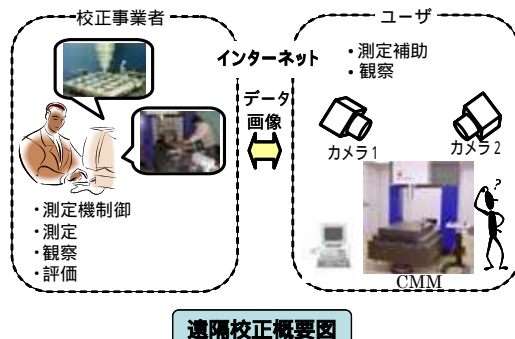 校正事業者
・測定機制御
・測定
・観察
・評価
インターネット
データ
画像
ユーザ
・測定補助
・観察
カメラ1
カメラ2
?
CMM
遠隔校正概要図